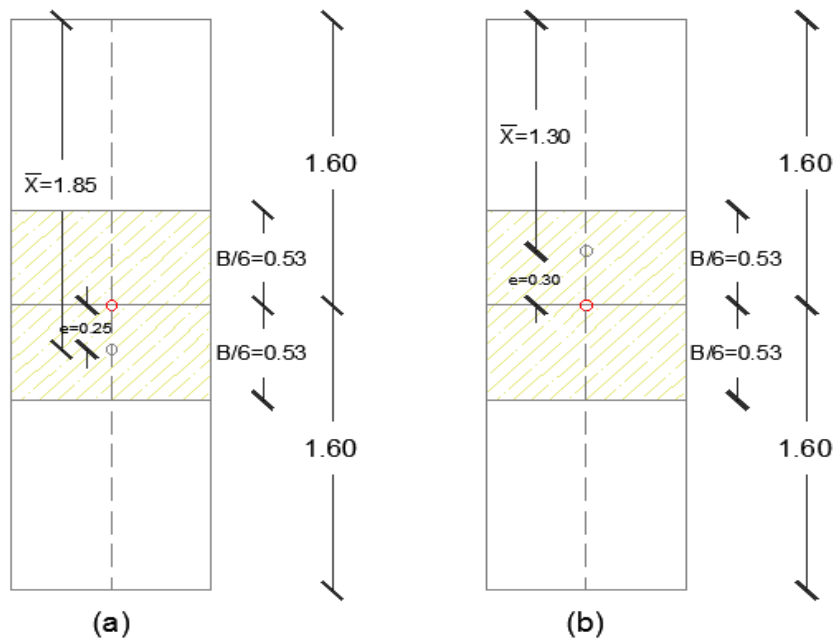 X̅=1.85
1.60
B/6=0.53
e=0.25
B/6=0.53
1.60
(a)
X̅=1.30
1.60
B/6=0.53
e=0.30
B/6=0.53
1.60
(b)